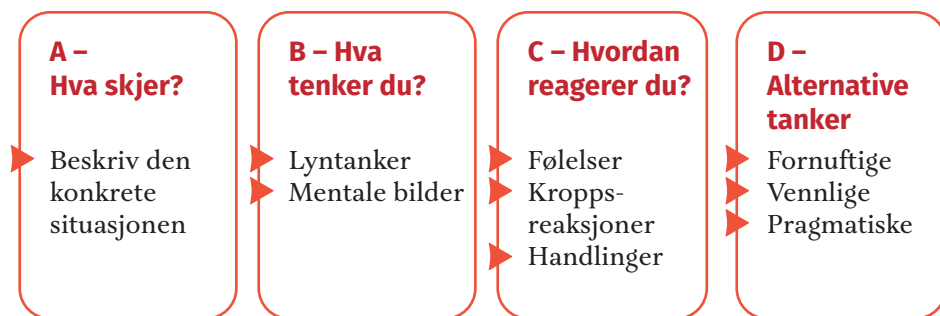 A –
Hva skjer?
Beskriv den
konkrete
situasjonen
B – Hva
tenker du?
Lyntanker
Mentale bilder
C – Hvordan
reagerer du?
Følelser
Kropps-
reaksjoner
Handlinger
D –
Alternative
tanker
Fornuftige
Vennlige
Pragmatiske